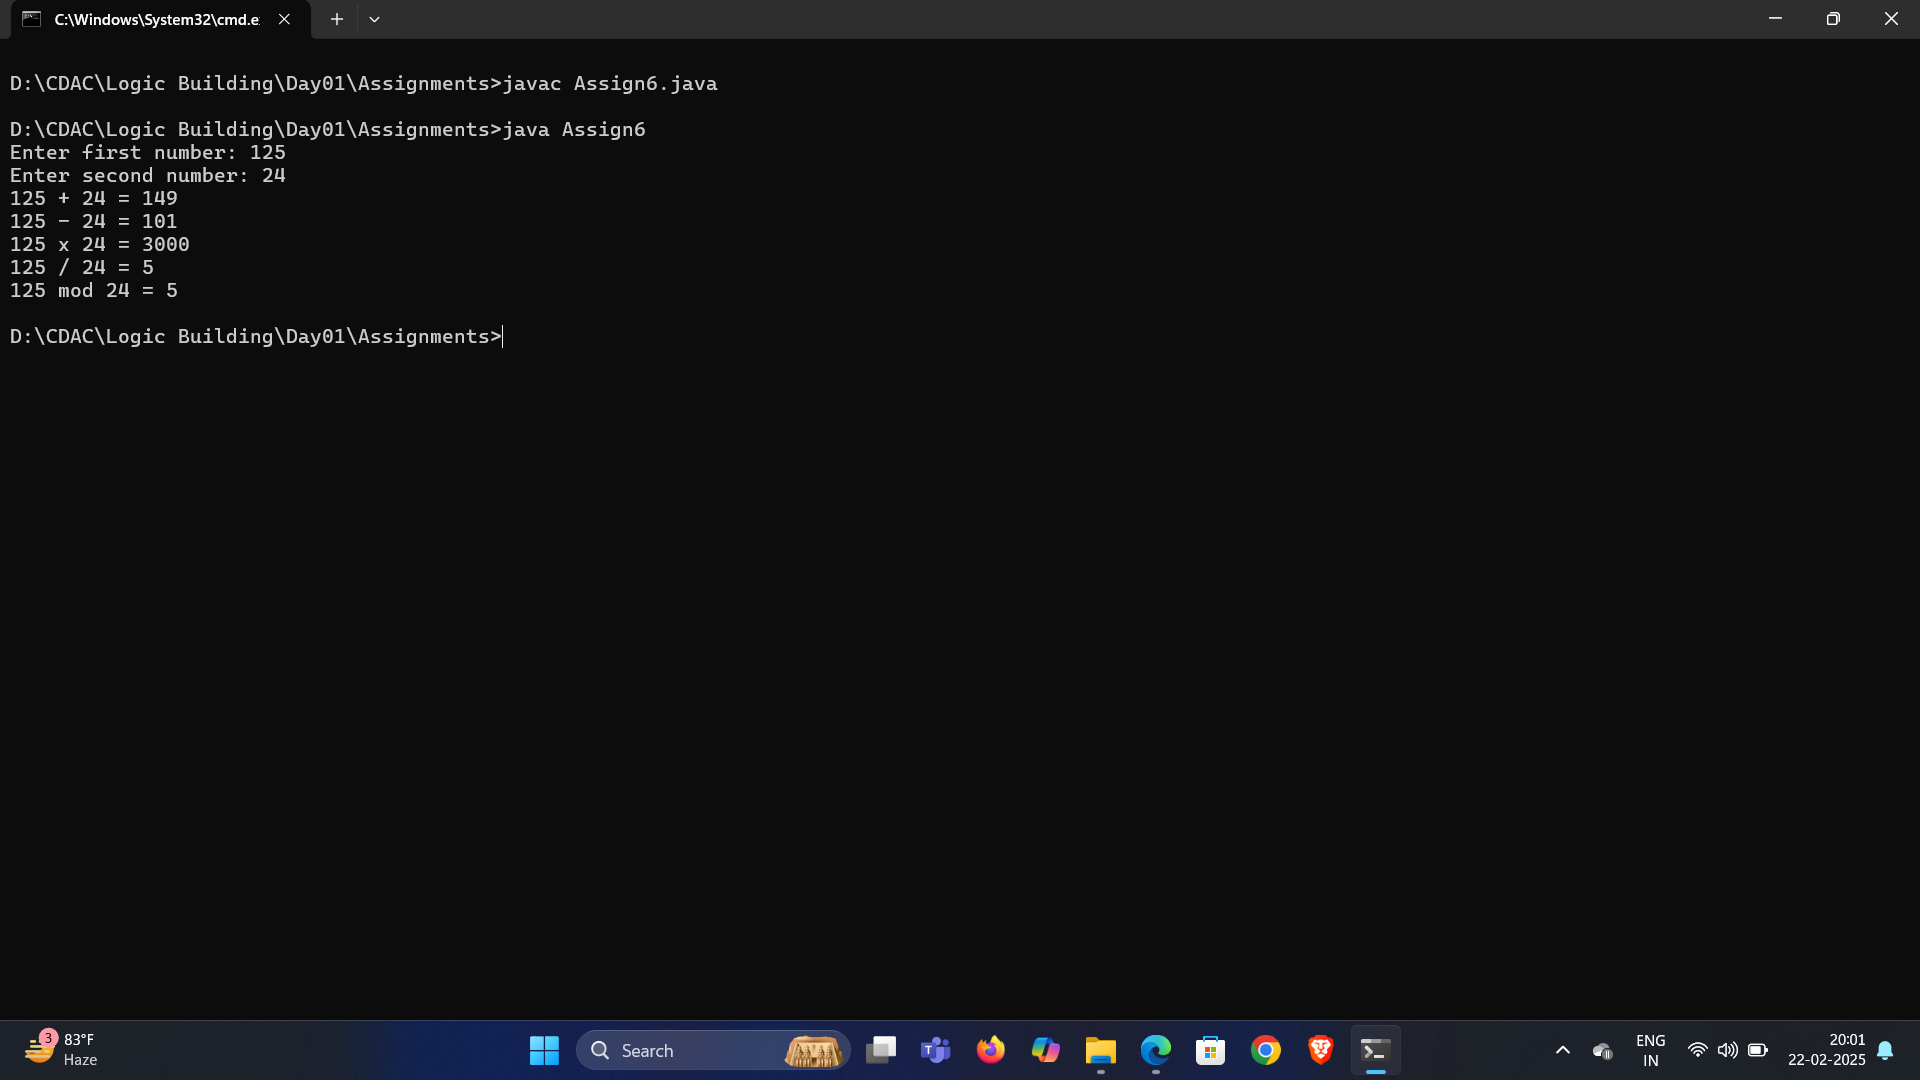 C:\Windows\System32\cmd.e
D:\CDAC\Logic Building\Day01\Assignments>javac Assign6.java
D:\CDAC\Logic Building\Day01\Assignments>java Assign6
Enter first number: 125
Enter second number: 24
125 + 24 = 149
125 - 24 = 101
125 x 24 = 3000
125 / 24 = 5
125 mod 24 = 5
D:\CDAC\Logic Building\Day01\Assignments>
3
83°F
Haze
Search
ENG
IN
20:01
22-02-2025